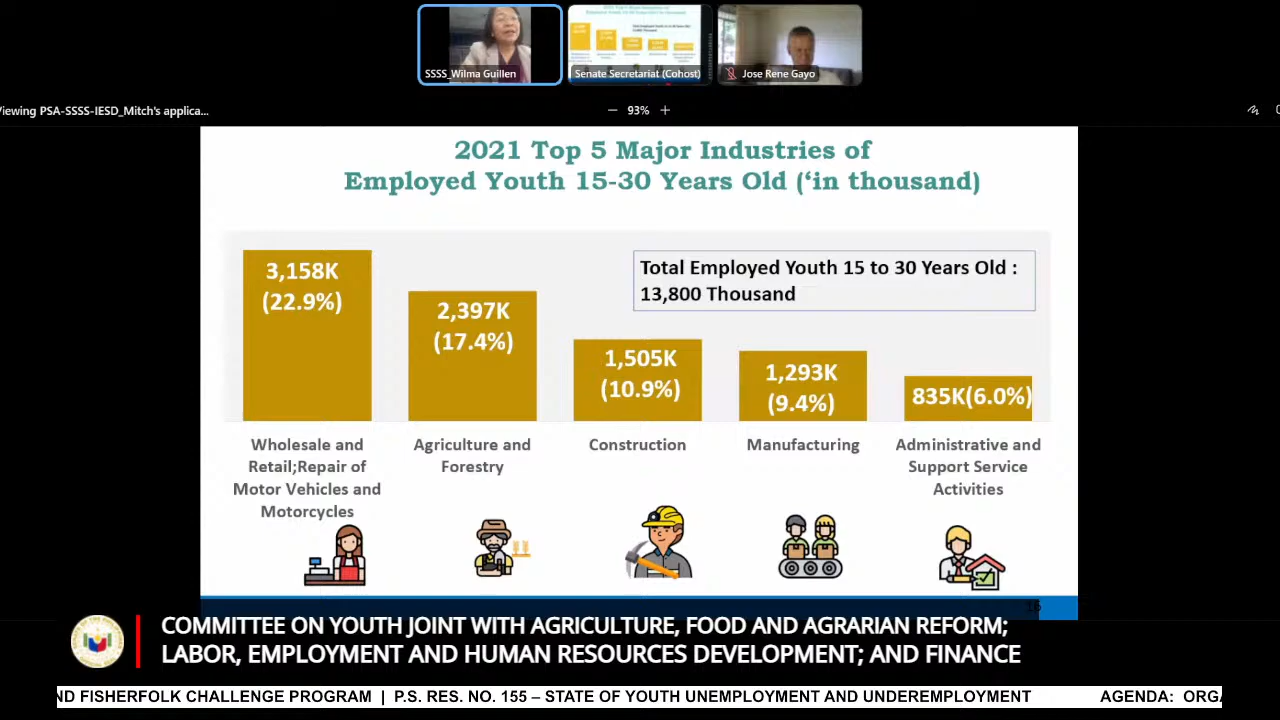 SSSS_Wilma Guillen
Senate Secretariat (Cohost)
Jose Rene Gayo
Viewing PSA-SSSS-IESD_Mitch's applica...
93%
2021 Top 5 Major Industries of
Employed Youth 15-30 Years Old (‘in thousand)
Total Employed Youth 15 to 30 Years Old :
13,800 Thousand
3,158K
(22.9%)
2,397K
(17.4%)
1,505K
(10.9%)
1,293K
(9.4%)
835K(6.0%)
Wholesale and
Retail;Repair of
Motor Vehicles and
Motorcycles
Agriculture and
Forestry
Construction
Manufacturing
Administrative and
Support Service
Activities
16
COMMITTEE ON YOUTH JOINT WITH AGRICULTURE, FOOD AND AGRARIAN REFORM;
LABOR, EMPLOYMENT AND HUMAN RESOURCES DEVELOPMENT; AND FINANCE
ND FISHERFOLK CHALLENGE PROGRAM | P.S. RES. NO. 155 – STATE OF YOUTH UNEMPLOYMENT AND UNDEREMPLOYMENT AGENDA: ORGA